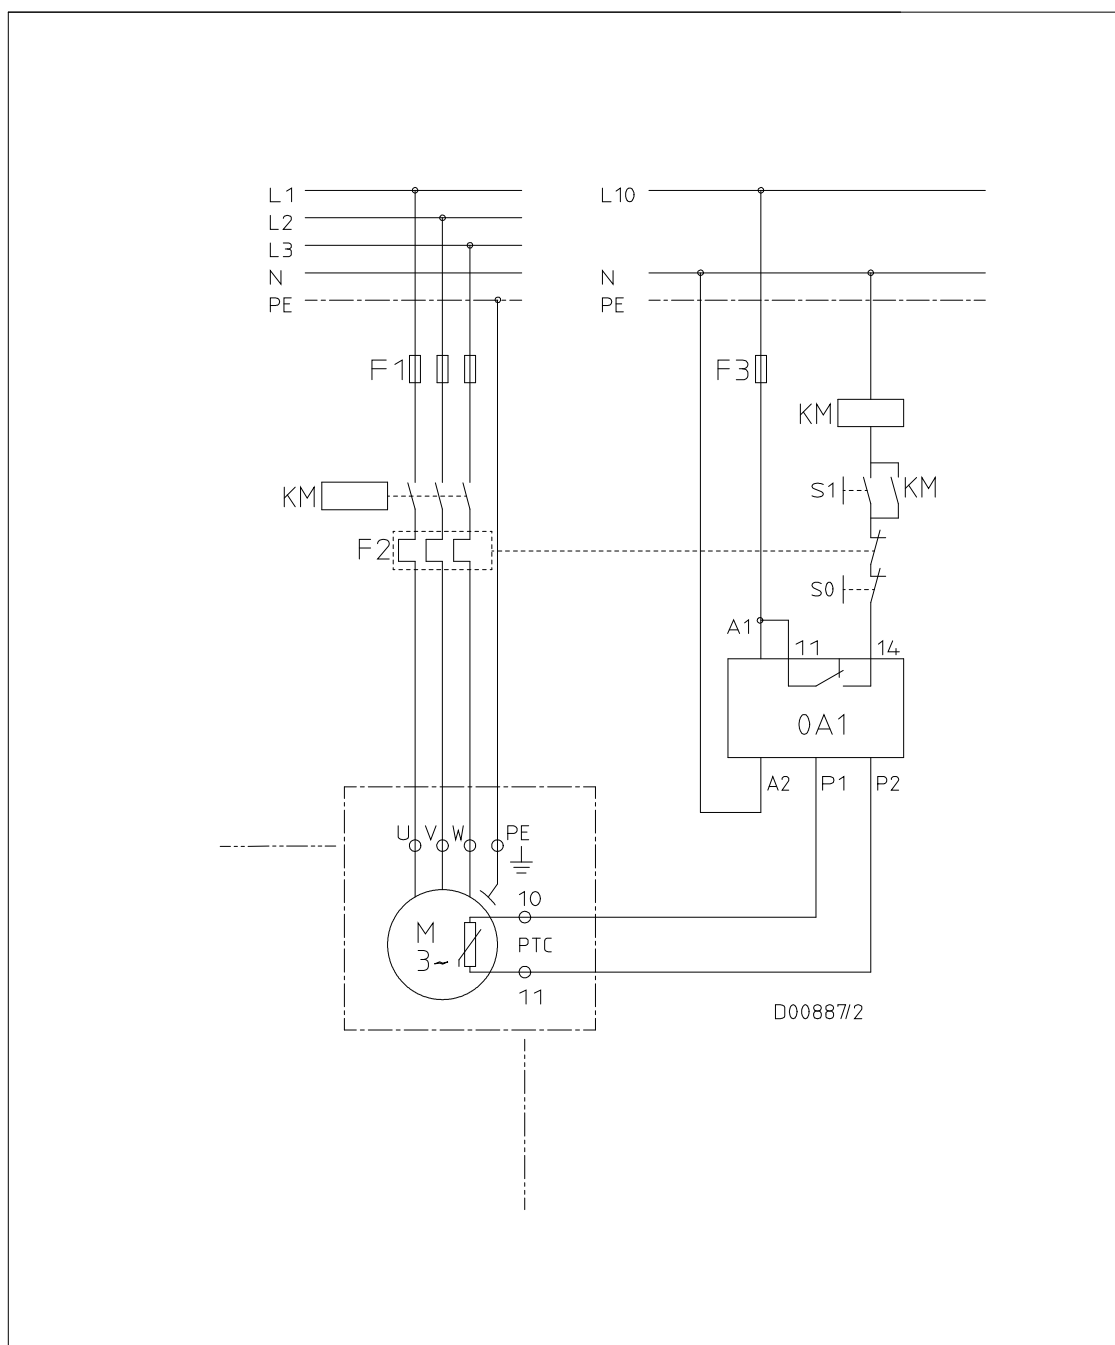 L1
L2
L3
N
PE
L10
N
PE
F1
F3
KM
KM
S1
KM
F2
S0
A1
11
14
0A1
A2
P1
P2
U
V
W
PE
10
M
3~
PTC
11
D00887/2